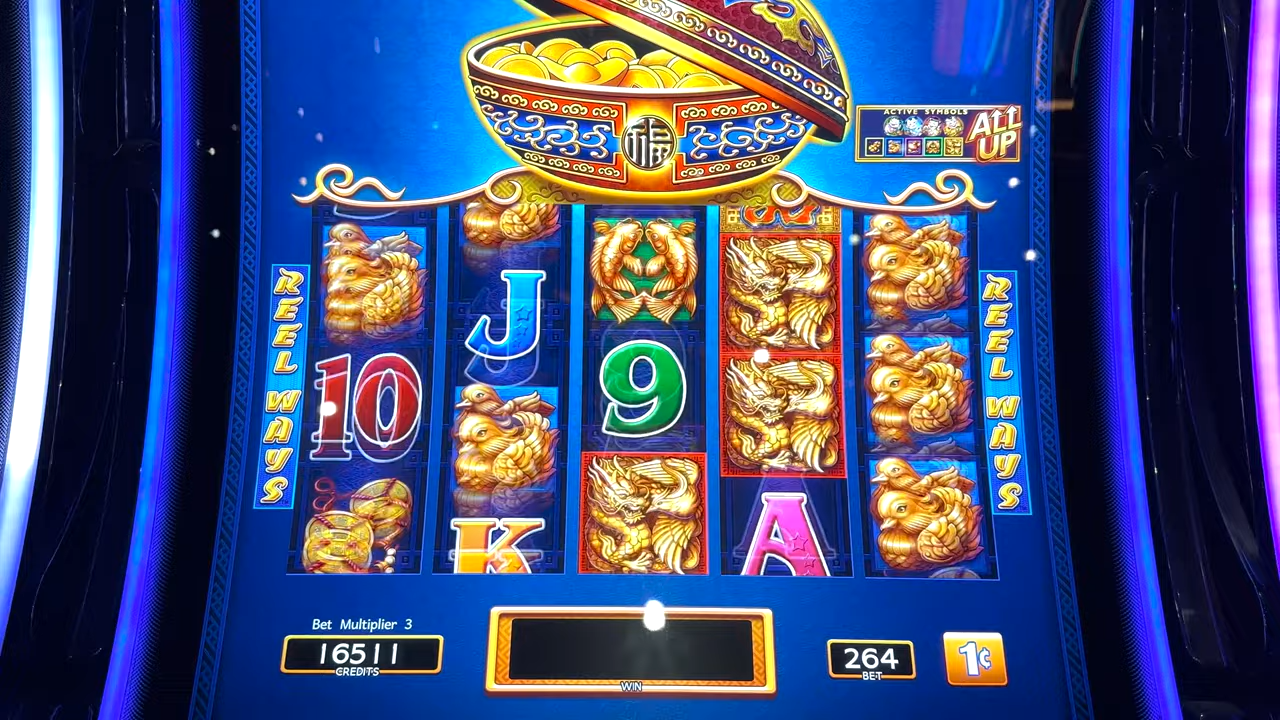 福
ACTIVE SYMBOLS
ALL
UP
REEL WAYS
REEL WAYS
J
10
9
K
A
Bet Multiplier 3
16511
CREDITS
WIN
264
BET
1¢